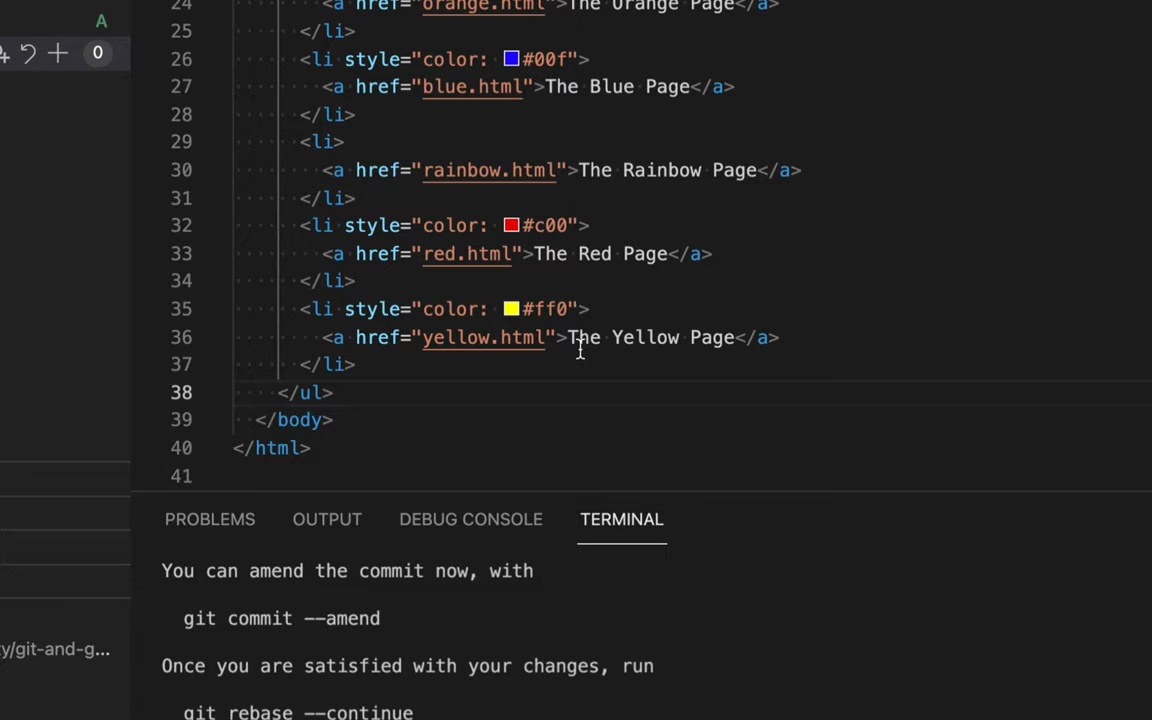 A
0
24 <a href="orange.html">The Orange Page</a>
25 </li>
26 <li style="color: #00f">
27 <a href="blue.html">The Blue Page</a>
28 </li>
29 <li>
30 <a href="rainbow.html">The Rainbow Page</a>
31 </li>
32 <li style="color: #c00">
33 <a href="red.html">The Red Page</a>
34 </li>
35 <li style="color: #ff0">
36 <a href="yellow.html">The Yellow Page</a>
37 </li>
38 </ul>
39 </body>
40 </html>
41
PROBLEMS OUTPUT DEBUG CONSOLE TERMINAL
You can amend the commit now, with
git commit --amend
y/git-and-g...
Once you are satisfied with your changes, run
git rebase --continue